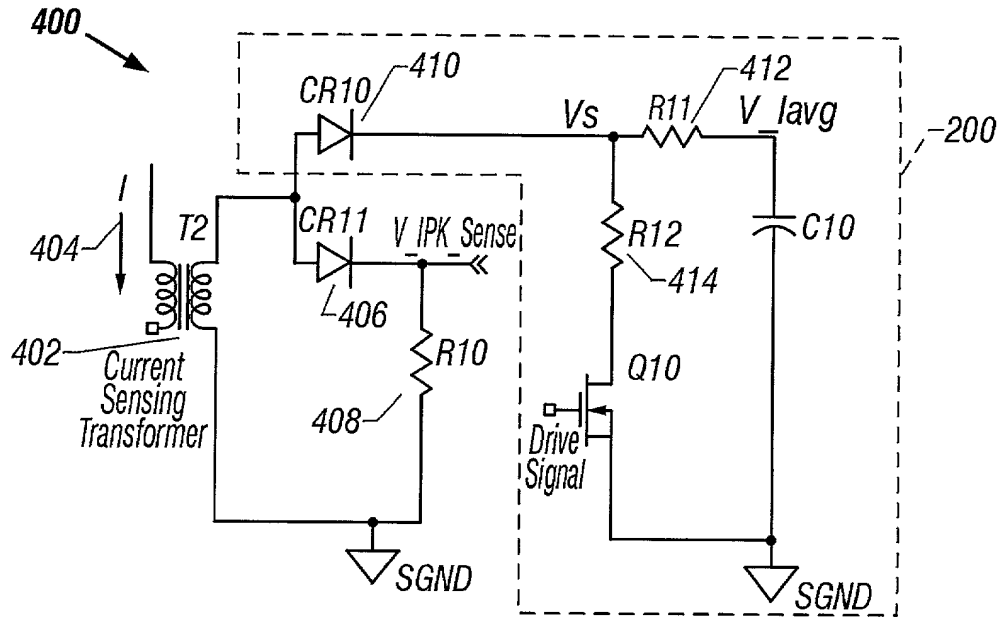 400
410
412
CR10
Vs
R11
V_Iavg
200
I
404
T2
CR11
V_IPK_Sense
R12
C10
414
406
402
Current
Sensing
Transformer
R10
408
Q10
Drive
Signal
SGND
SGND